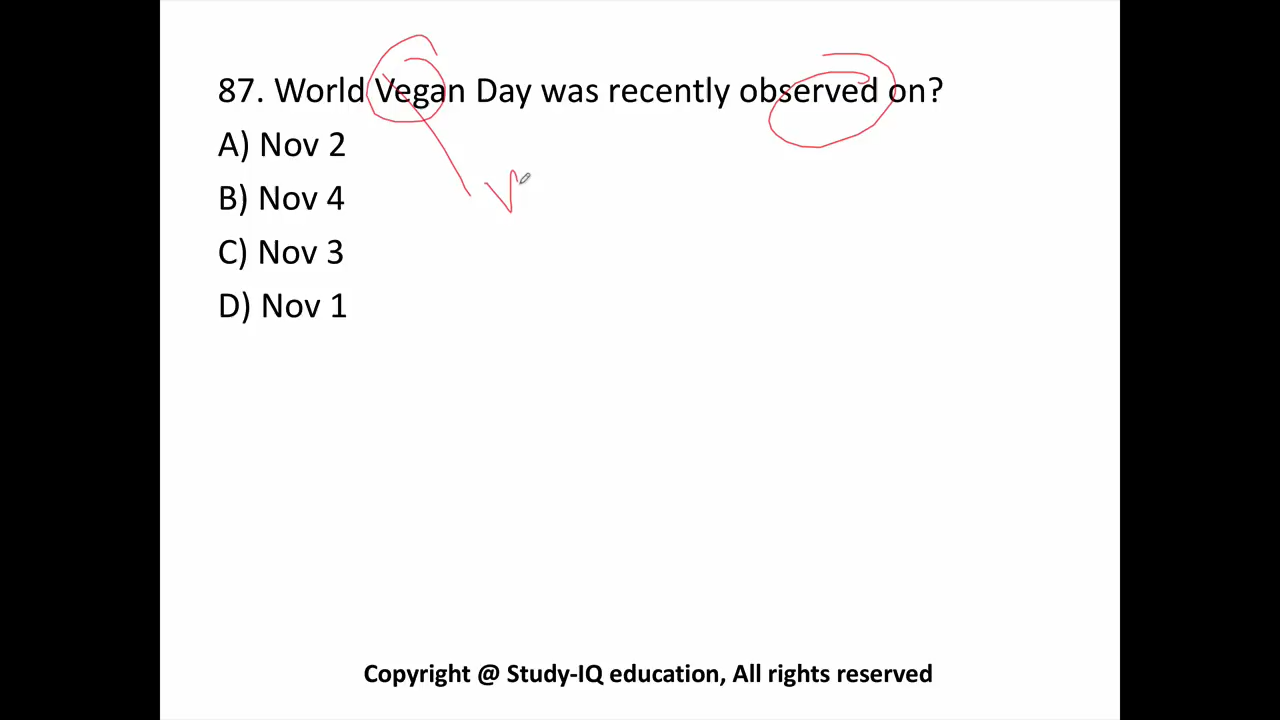 87. World Vegan Day was recently observed on?
A) Nov 2
B) Nov 4
C) Nov 3
D) Nov 1
V
Copyright @ Study-IQ education, All rights reserved